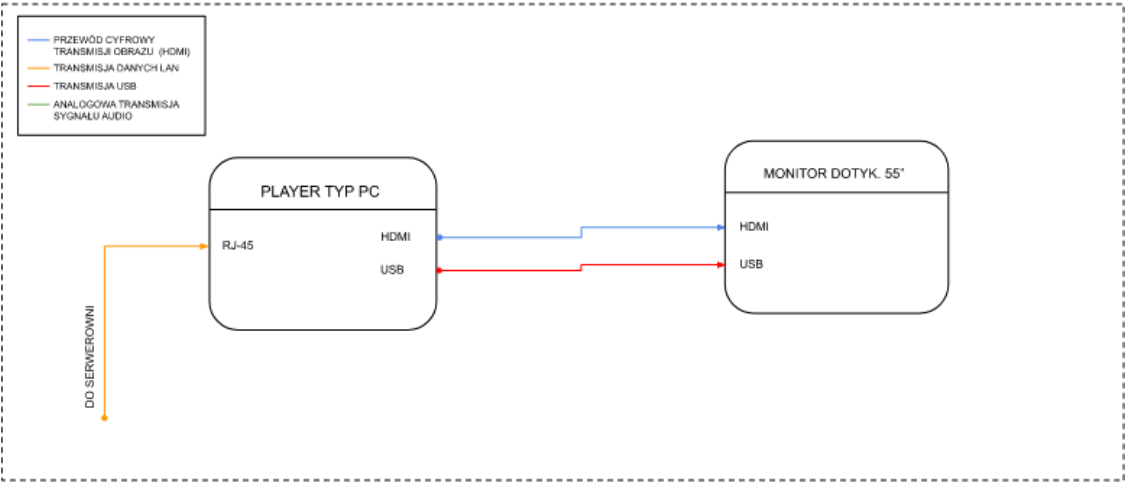 PRZEWÓD CYFROWY
TRANSMISJI OBRAZU (HDMI)
TRANSMISJA DANYCH LAN
TRANSMISJA USB
ANALOGOWA TRANSMISJA
SYGNAŁU AUDIO
PLAYER TYP PC
RJ-45
HDMI
USB
MONITOR DOTYK. 55"
HDMI
USB
DO SERWEROWNI